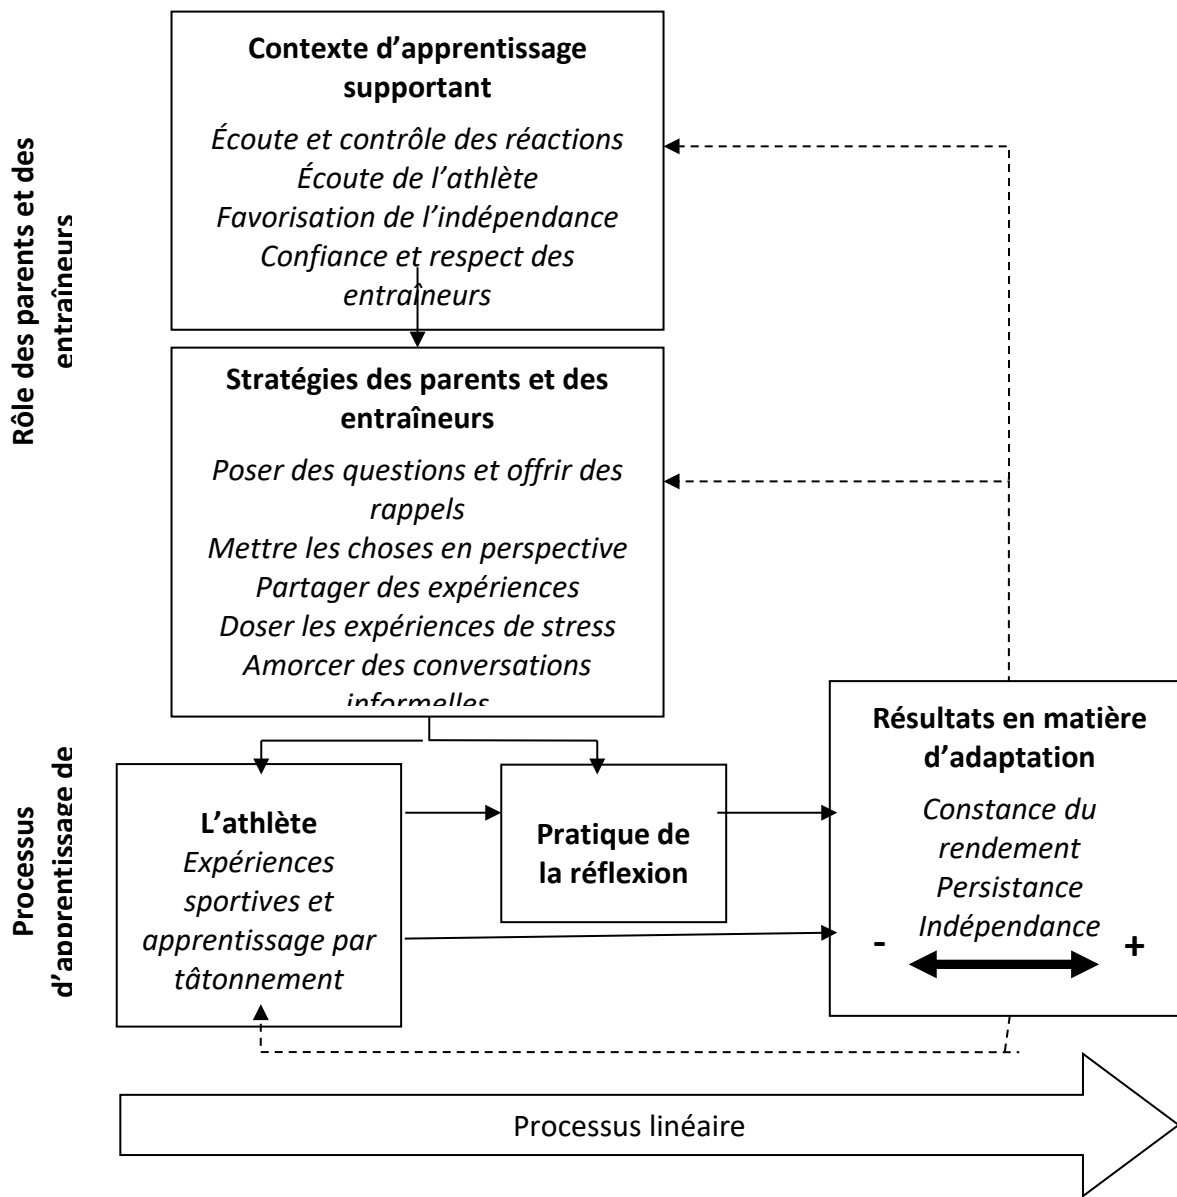 Rôle des parents et des
entraîneurs
Contexte d’apprentissage
supportant
Écoute et contrôle des réactions
Écoute de l’athlète
Favorisation de l’indépendance
Confiance et respect des
entraîneurs
Stratégies des parents et des
entraîneurs
Poser des questions et offrir des
rappels
Mettre les choses en perspective
Partager des expériences
Doser les expériences de stress
Amorcer des conversations
informelles
Processus
d’apprentissage de
L’athlète
Expériences
sportives et
apprentissage par
tâtonnement
Pratique de
la réflexion
Résultats en matière
d’adaptation
Constance du
rendement
Persistance
Indépendance
- +
Processus linéaire